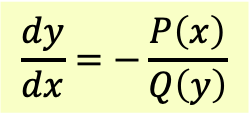 dy/dx = − P(x)/Q(y)